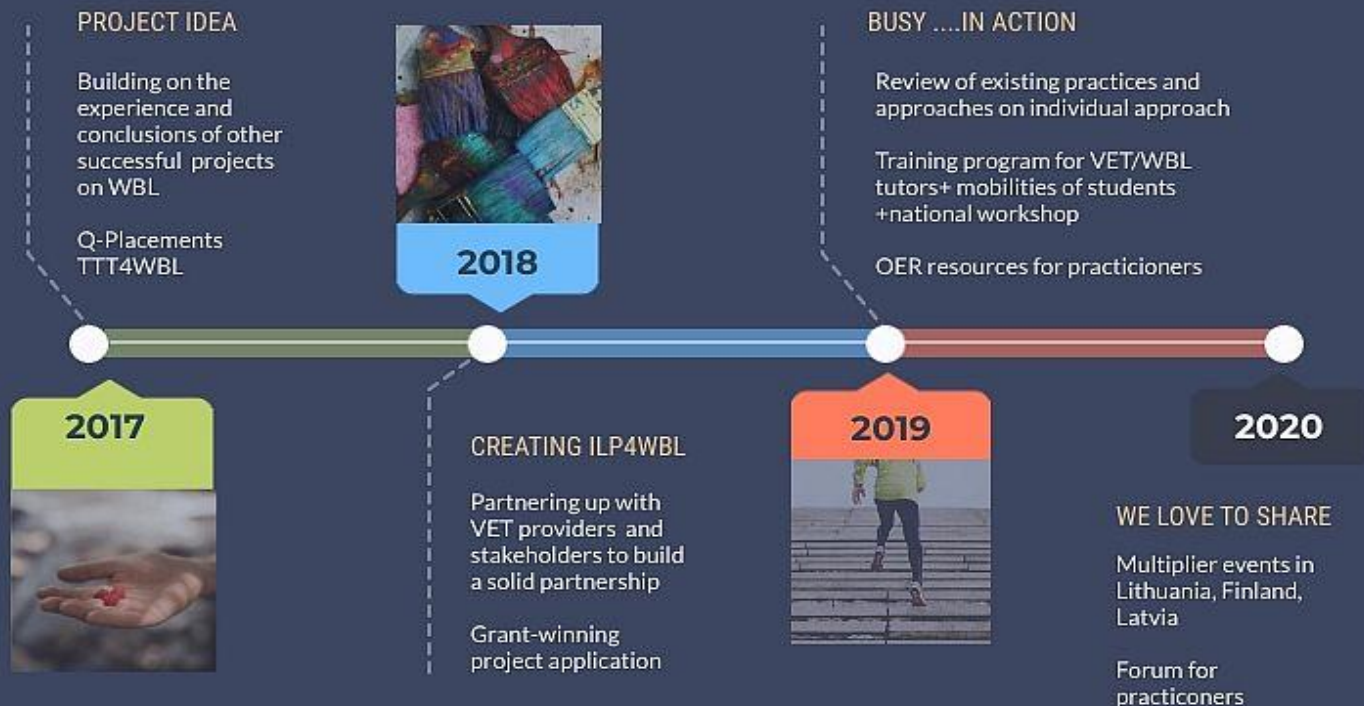 PROJECT IDEA
Building on the
experience and
conclusions of other
successful projects
on WBL
Q-Placements
TTT4WBL
2017
2018
CREATING ILP4WBL
Partnering up with
VET providers and
stakeholders to build
a solid partnership
Grant-winning
project application
BUSY ....IN ACTION
Review of existing practices and
approaches on individual approach
Training program for VET/WBL
tutors+ mobilities of students
+national workshop
OER resources for practicioners
2019
2020
WE LOVE TO SHARE
Multiplier events in
Lithuania, Finland,
Latvia
Forum for
practiconers